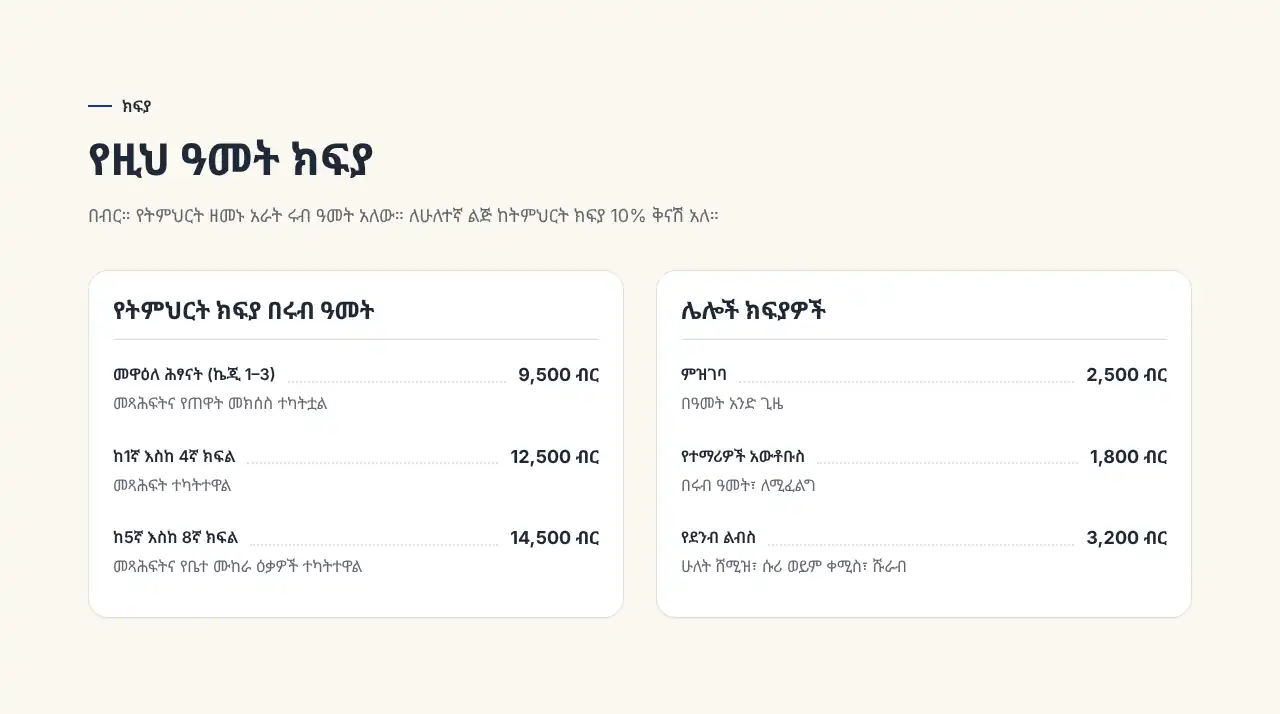 ክፍያ
የዚህ ዓመት ክፍያ
በብር። የትምህርት ዘመኑ አራት ሩብ ዓመት አለው። ለሁለተኛ ልጅ ከትምህርት ክፍያ 10% ቅናሽ አለ።
የትምህርት ክፍያ በሩብ ዓመት
መዋዕለ ሕፃናት (ኬጂ 1–3) 9,500 ብር
መጻሕፍትና የጠዋት መክሰስ ተካትቷል
ከ1ኛ እስከ 4ኛ ክፍል 12,500 ብር
መጻሕፍት ተካትተዋል
ከ5ኛ እስከ 8ኛ ክፍል 14,500 ብር
መጻሕፍትና የቤተ ሙከራ ዕቃዎች ተካትተዋል
ሌሎች ክፍያዎች
ምዝገባ 2,500 ብር
በዓመት አንድ ጊዜ
የተማሪዎች አውቶቡስ 1,800 ብር
በሩብ ዓመት፣ ለሚፈልግ
የደንብ ልብስ 3,200 ብር
ሁለት ሸሚዝ፣ ሱሪ ወይም ቀሚስ፣ ሹራብ